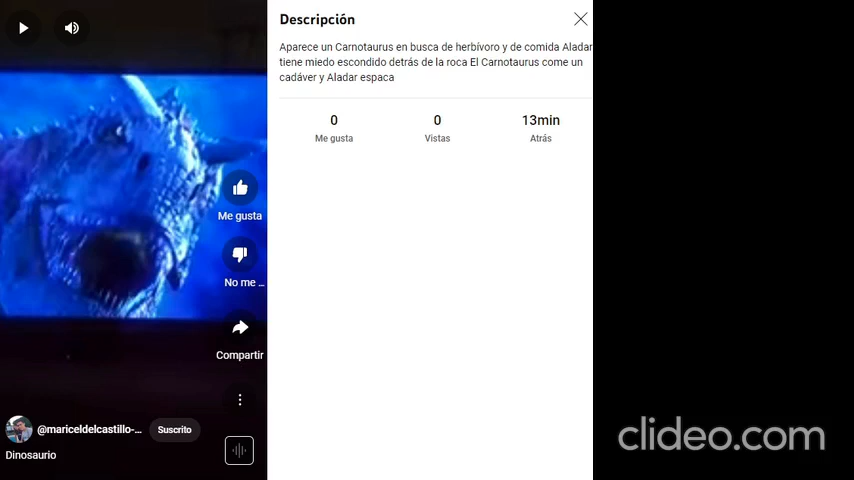 Descripción
Aparece un Carnotaurus en busca de herbívoro y de comida Aladar
tiene miedo escondido detrás de la roca El Carnotaurus come un
cadáver y Aladar espaca
0
0
13min
Me gusta
Vistas
Atrás
Me gusta
No me ...
Compartir
@mariceldelcastillo-...
Suscrito
Dinosaurio
clideo.com